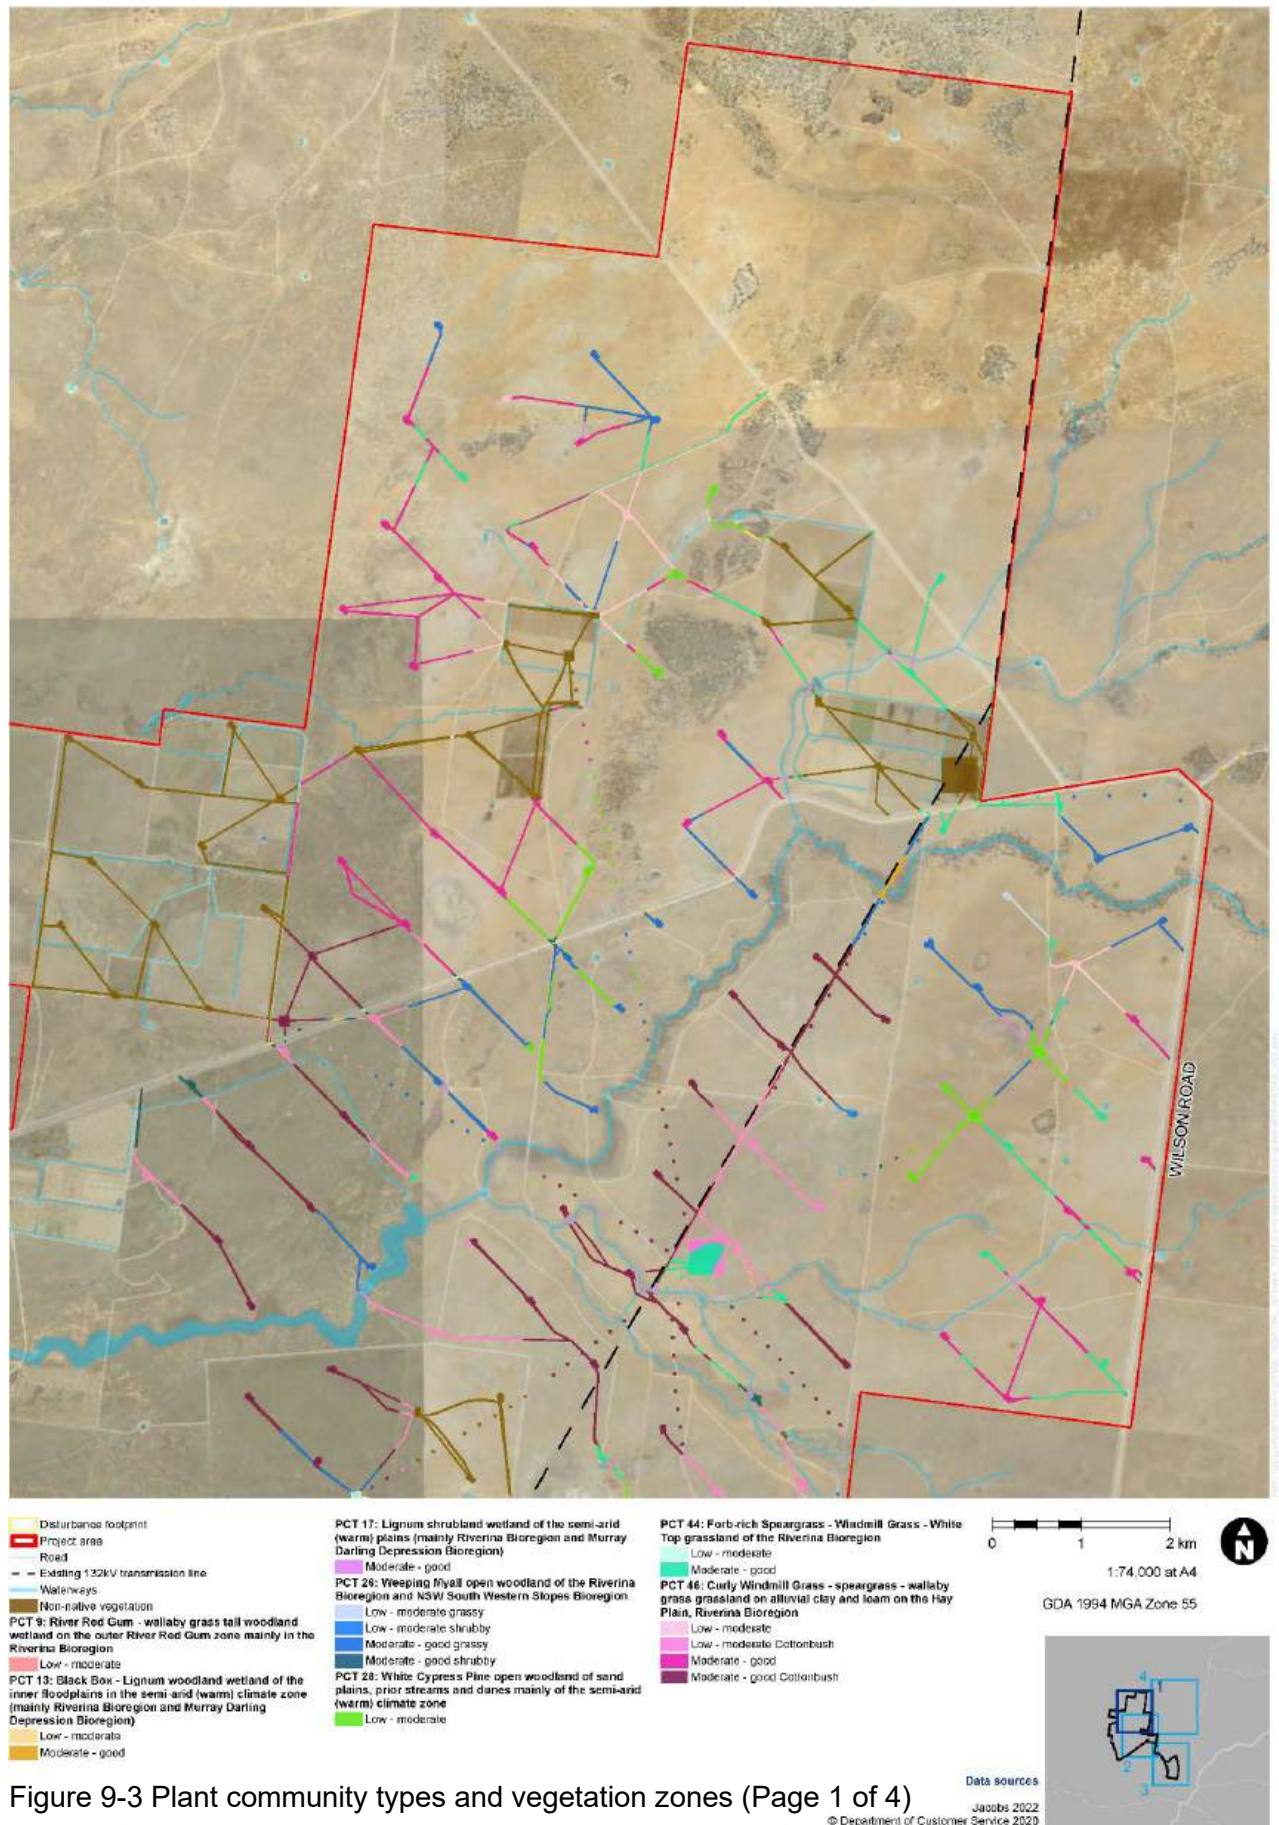 WILSON ROAD
Disturbance footprint
Project area
Road
Existing 132kV transmission line
Waterways
Non-native vegetation
PCT 9: River Red Gum - wallaby grass tall woodland
wetland on the outer River Red Gum zone mainly in the
Riverina Bioregion
Low - moderate
PCT 13: Black Box - Lignum woodland wetland of the
inner floodplains in the semi-arid (warm) climate zone
(mainly Riverina Bioregion and Murray Darling
Depression Bioregion)
Low - moderate
Moderate - good
PCT 17: Lignum shrubland wetland of the semi-arid
(warm) plains (mainly Riverina Bioregion and Murray
Darling Depression Bioregion)
Moderate - good
PCT 26: Weeping Myall open woodland of the Riverina
Bioregion and NSW South Western Slopes Bioregion
Low - moderate grassy
Low - moderate shrubby
Moderate - good grassy
Moderate - good shrubby
PCT 28: White Cypress Pine open woodland of sand
plains, prior streams and dunes mainly of the semi-arid
(warm) climate zone
Low - moderate
PCT 44: Forb-rich Speargrass - Windmill Grass - White
Top grassland of the Riverina Bioregion
Low - moderate
Moderate - good
PCT 46: Curly Windmill Grass - speargrass - wallaby
grass grassland on alluvial clay and loam on the Hay
Plain, Riverina Bioregion
Low - moderate
Low - moderate Cottonbush
Moderate - good
Moderate - good Cottonbush
0 1 2 km
N
1:74,000 at A4
GDA 1994 MGA Zone 55
4 1
2
3
Data sources
Jacobs 2022
© Department of Customer Service 2020
Figure 9-3 Plant community types and vegetation zones (Page 1 of 4)